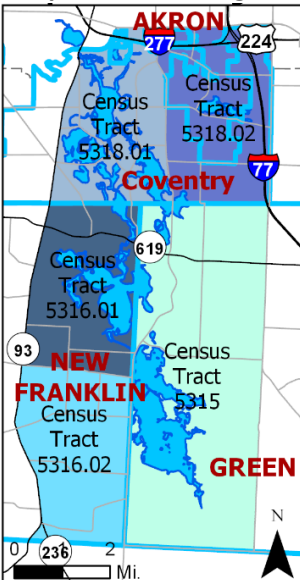 AKRON
277
224
Census
Tract
5318.01
Census
Tract
5318.02
77
Coventry
619
Census
Tract
5316.01
93
NEW
FRANKLIN
Census
Tract
5315
Census
Tract
5316.02
GREEN
N
236
0 2
Mi.